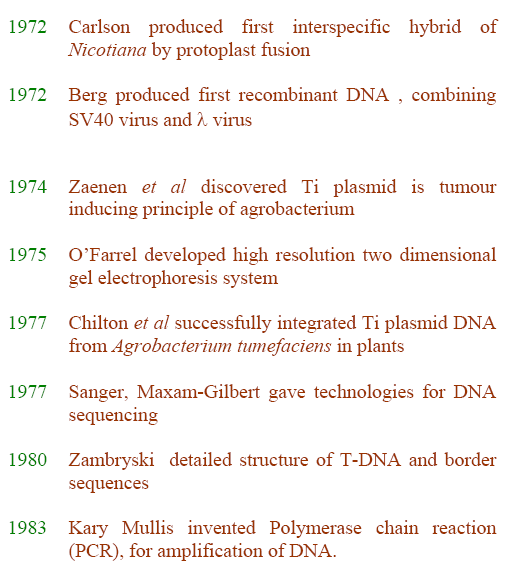 1972 Carlson produced first interspecific hybrid of
Nicotiana by protoplast fusion
1972 Berg produced first recombinant DNA , combining
SV40 virus and λ virus
1974 Zaenen et al discovered Ti plasmid is tumour
inducing principle of agrobacterium
1975 O’Farrel developed high resolution two dimensional
gel electrophoresis system
1977 Chilton et al successfully integrated Ti plasmid DNA
from Agrobacterium tumefaciens in plants
1977 Sanger, Maxam-Gilbert gave technologies for DNA
sequencing
1980 Zambryski detailed structure of T-DNA and border
sequences
1983 Kary Mullis invented Polymerase chain reaction
(PCR), for amplification of DNA.